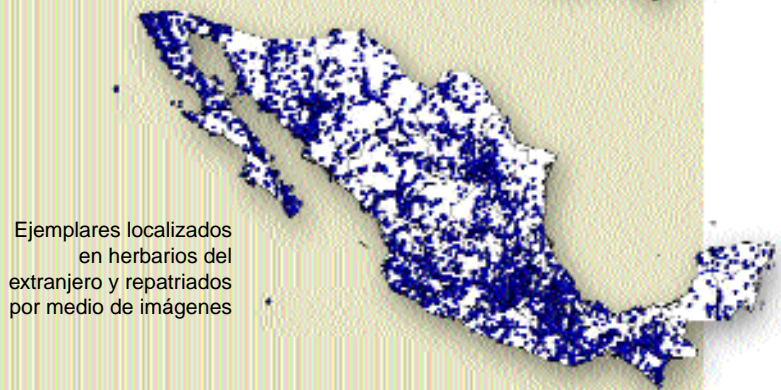 Ejemplares localizados
en herbarios del
extranjero y repatriados
por medio de imágenes